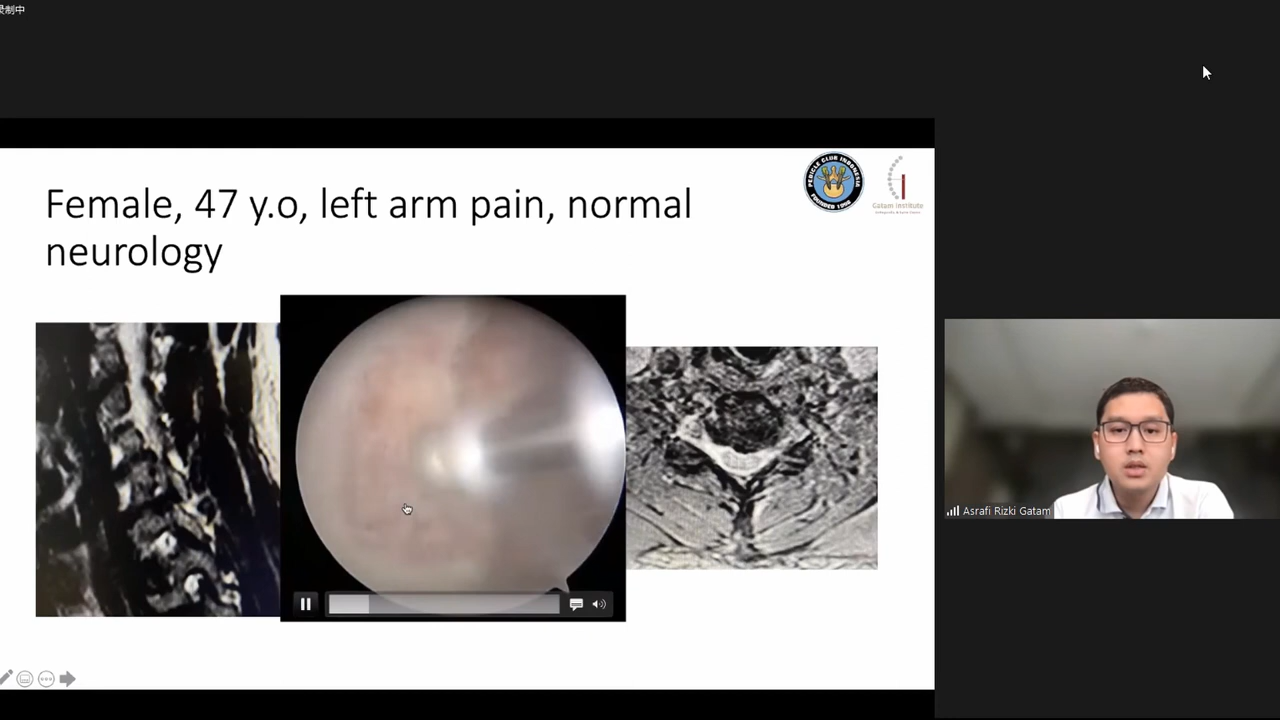 录制中
Female, 47 y.o, left arm pain, normal
neurology
PEDICLE CLUB INDONESIA
Gatam Institute
Asrafi Rizki Gatam